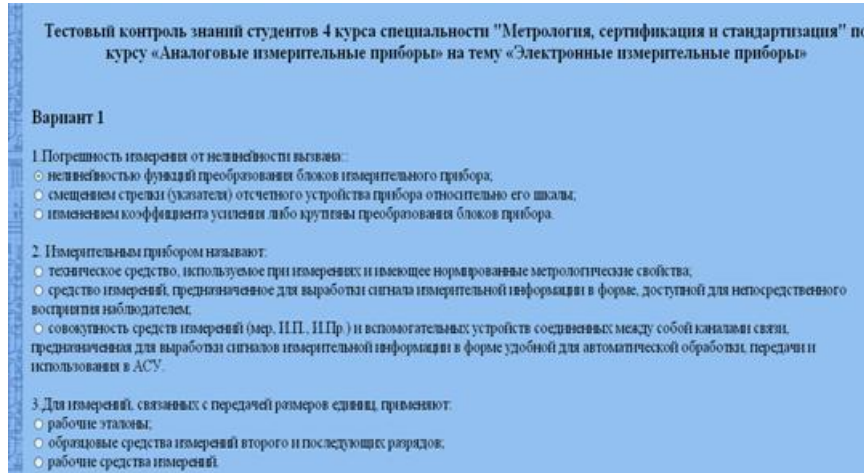 Тестовый контроль знаний студентов 4 курса специальности "Метрология, сертификация и стандартизация" по
курсу «Аналоговые измерительные приборы» на тему «Электронные измерительные приборы»
Вариант 1
1.Погрешность измерения от нелинейности вызвана::
нелинейностью функций преобразования блоков измерительного прибора;
смещением стрелки (указателя) отсчетного устройства прибора относительно его шкалы;
изменением коэффициента усиления либо крутизны преобразования блоков прибора.
2. Измерительным прибором называют:
техническое средство, используемое при измерениях и имеющее нормированные метрологические свойства;
средство измерений, предназначенное для выработки сигнала измерительной информации в форме, доступной для непосредственного
восприятия наблюдателем;
совокупность средств измерений (мер, И.П., И.Пр.) и вспомогательных устройств соединенных между собой каналами связи,
предназначенная для выработки сигналов измерительной информации в форме удобной для автоматической обработки, передачи и
использования в АСУ.
3.Для измерений, связанных с передачей размеров единиц, применяют:
рабочие эталоны;
образцовые средства измерений второго и последующих разрядов;
рабочие средства измерений.